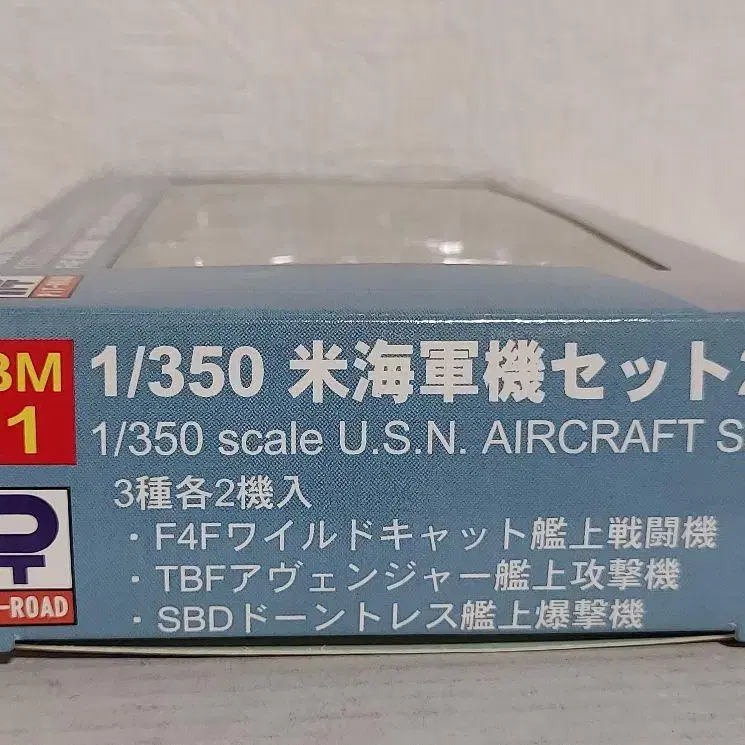 BM
1
1/350 米海軍機セット
1/350 scale U.S.N. AIRCRAFT S
3種各2機入
・F4Fワイルドキャット艦上戦闘機
・TBFアヴェンジャー艦上攻撃機
・SBDドーントレス艦上爆撃機
-ROAD